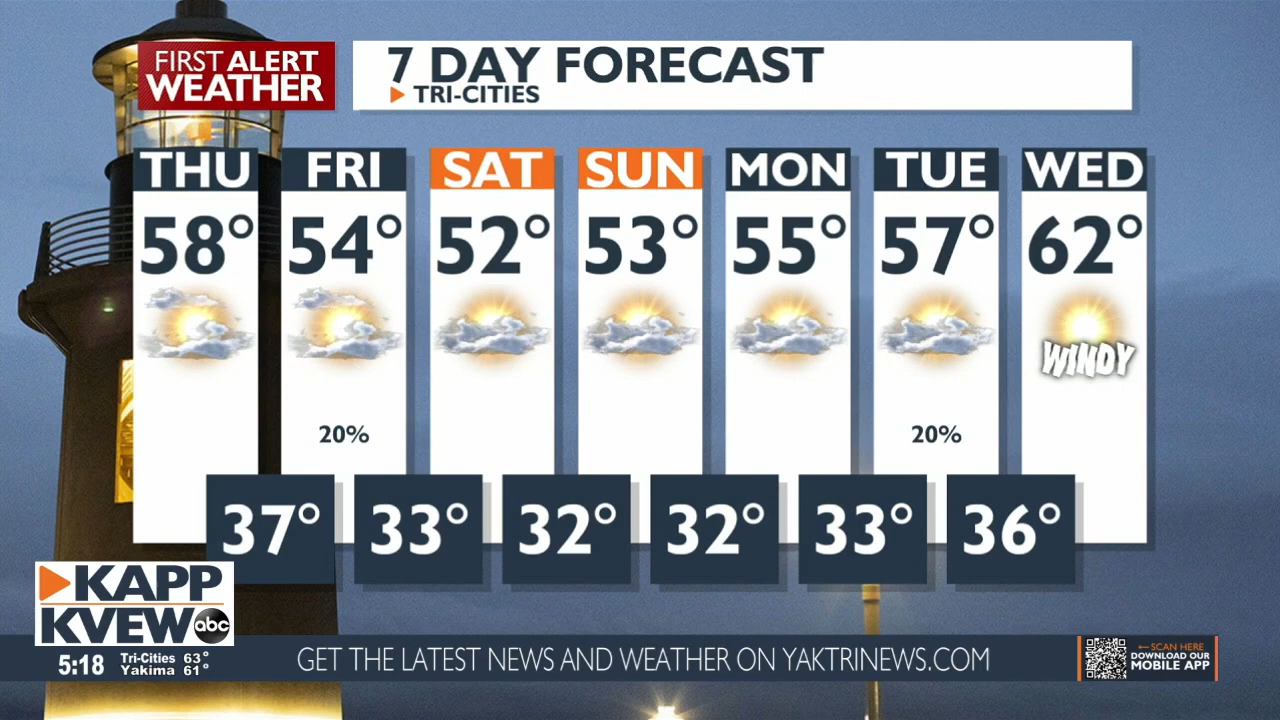 FIRST ALERT
WEATHER
7 DAY FORECAST
TRI-CITIES
THU FRI SAT SUN MON TUE WED
58° 54° 52° 53° 55° 57° 62°
WINDY
20% 20%
37° 33° 32° 32° 33° 36°
KAPP
KVEW abc
5:18 Tri-Cities 63°
Yakima 61°
GET THE LATEST NEWS AND WEATHER ON YAKTRINEWS.COM
SCAN HERE
DOWNLOAD OUR
MOBILE APP